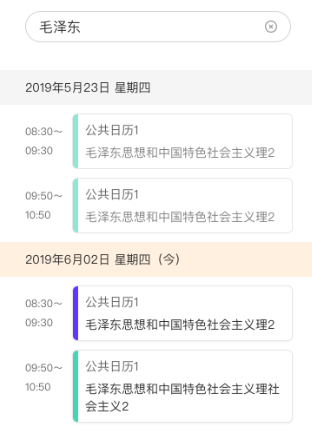 毛泽东
2019年5月23日 星期四
08:30～
09:30
公共日历1
毛泽东思想和中国特色社会主义理2
09:50～
10:50
公共日历1
毛泽东思想和中国特色社会主义理2
2019年6月02日 星期四（今）
08:30～
09:30
公共日历1
毛泽东思想和中国特色社会主义理2
09:50～
10:50
公共日历1
毛泽东思想和中国特色社会主义理社
会主义2